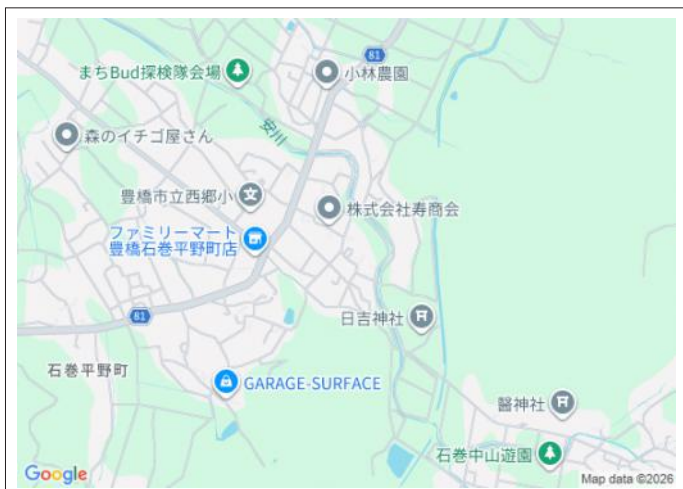 81
まちBud探検隊会場
小林農園
安川
森のイチゴ屋さん
豊橋市立西郷小
株式会社寿商会
ファミリーマート
豊橋石巻平野町店
81
日吉神社
石巻平野町
GARAGE-SURFACE
醫神社
石巻中山遊園
Google
Map data ©2026